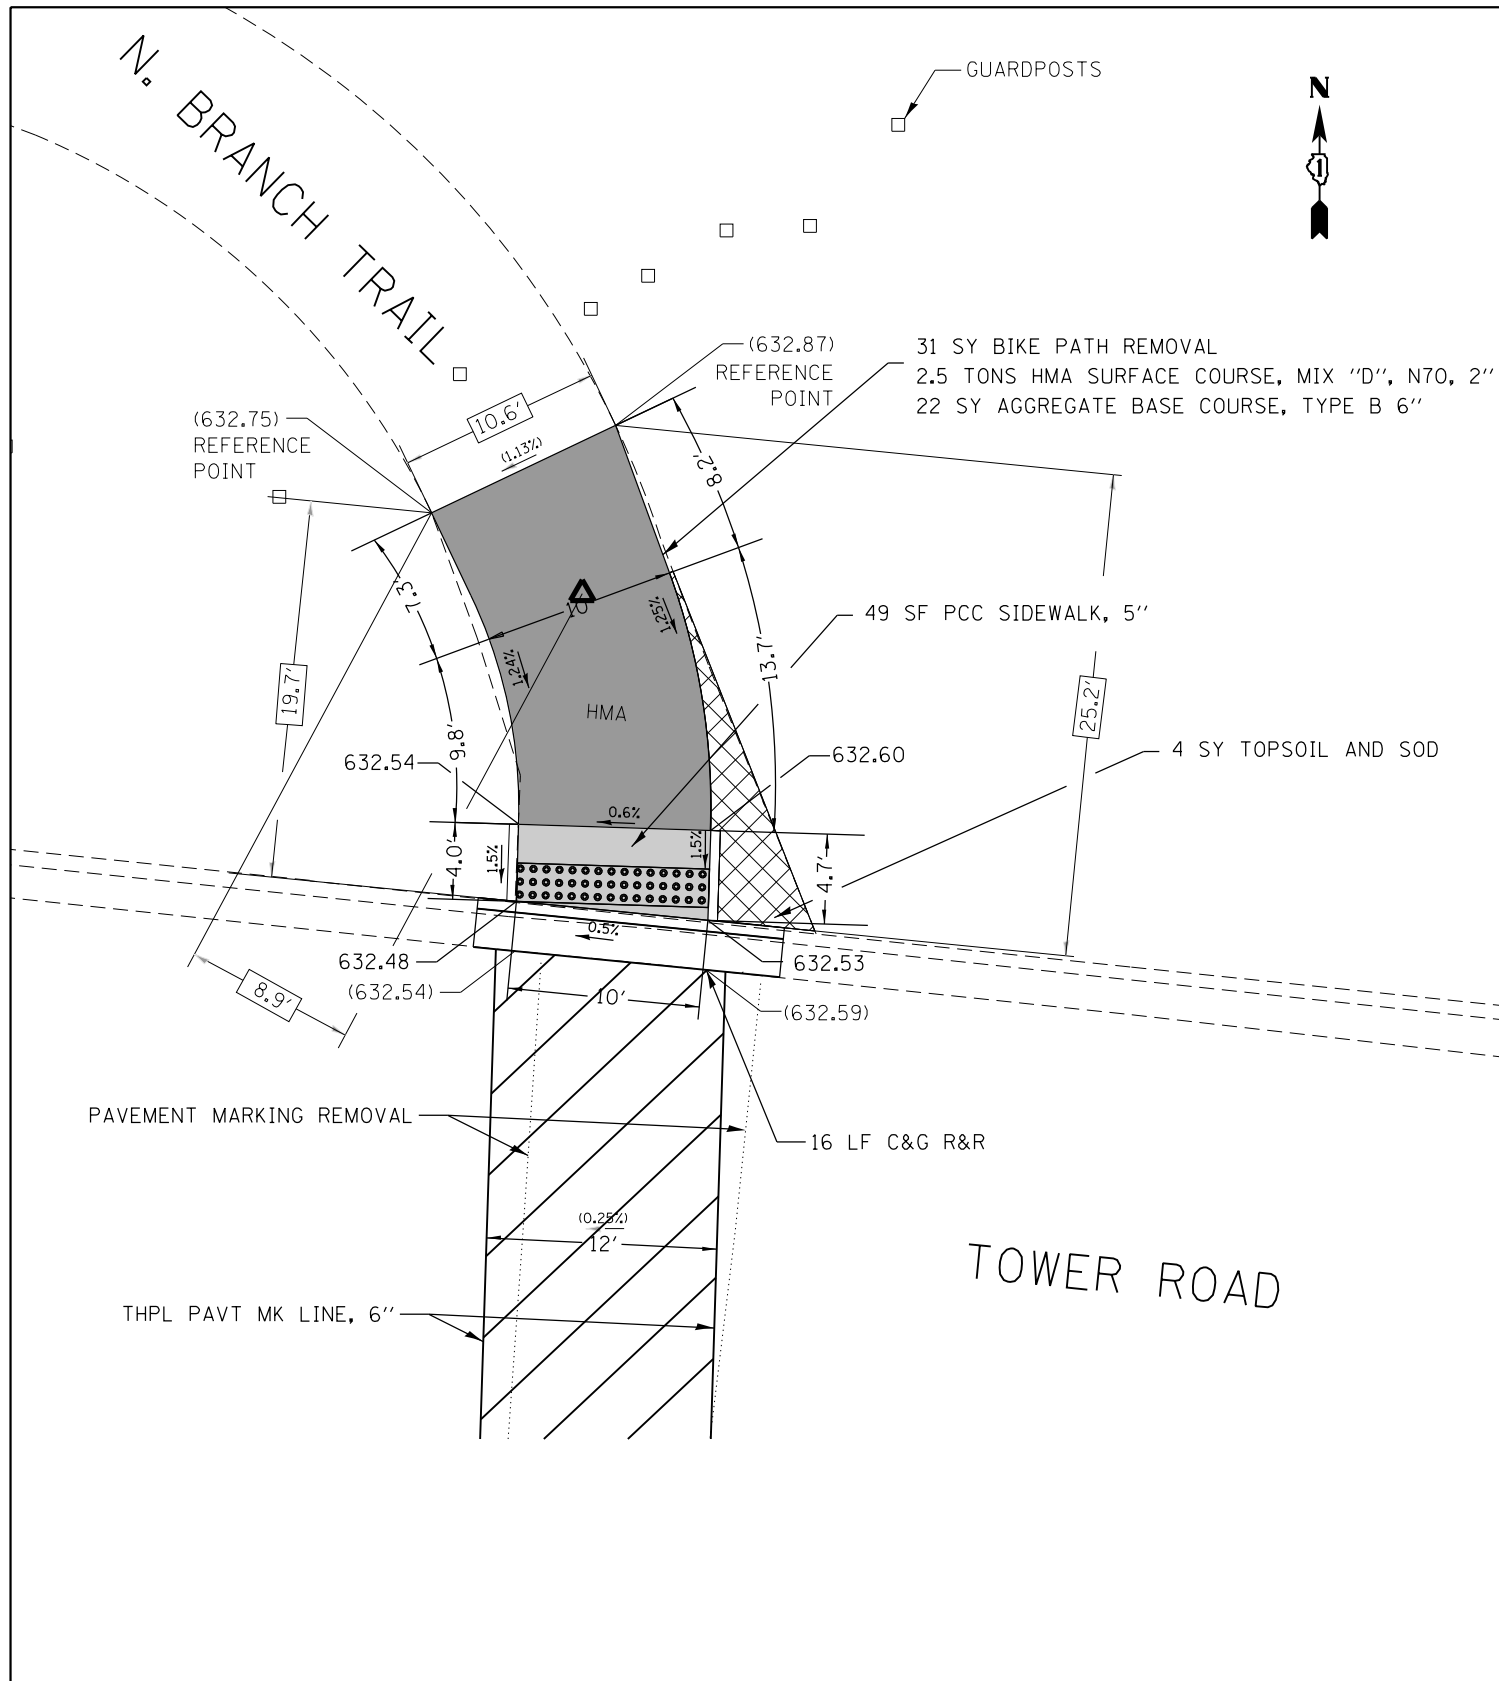 GUARDPOSTS
N
1
N. BRANCH TRAIL
(632.87)
REFERENCE
POINT
31 SY BIKE PATH REMOVAL
2.5 TONS HMA SURFACE COURSE, MIX "D", N70, 2"
22 SY AGGREGATE BASE COURSE, TYPE B 6"
(632.75)
REFERENCE
POINT
10.6'
(1.13%)
8.2'
7.3'
10'
1.25%
49 SF PCC SIDEWALK, 5"
13.7'
1.24%
19.7'
25.2'
HMA
9.8'
632.54
632.60
4 SY TOPSOIL AND SOD
0.6%
1.5%
1.5%
4.0'
4.7'
0.5%
632.48
632.53
(632.54)
8.9'
10'
(632.59)
PAVEMENT MARKING REMOVAL
16 LF C&G R&R
(0.25%)
12'
TOWER ROAD
THPL PAVT MK LINE, 6"